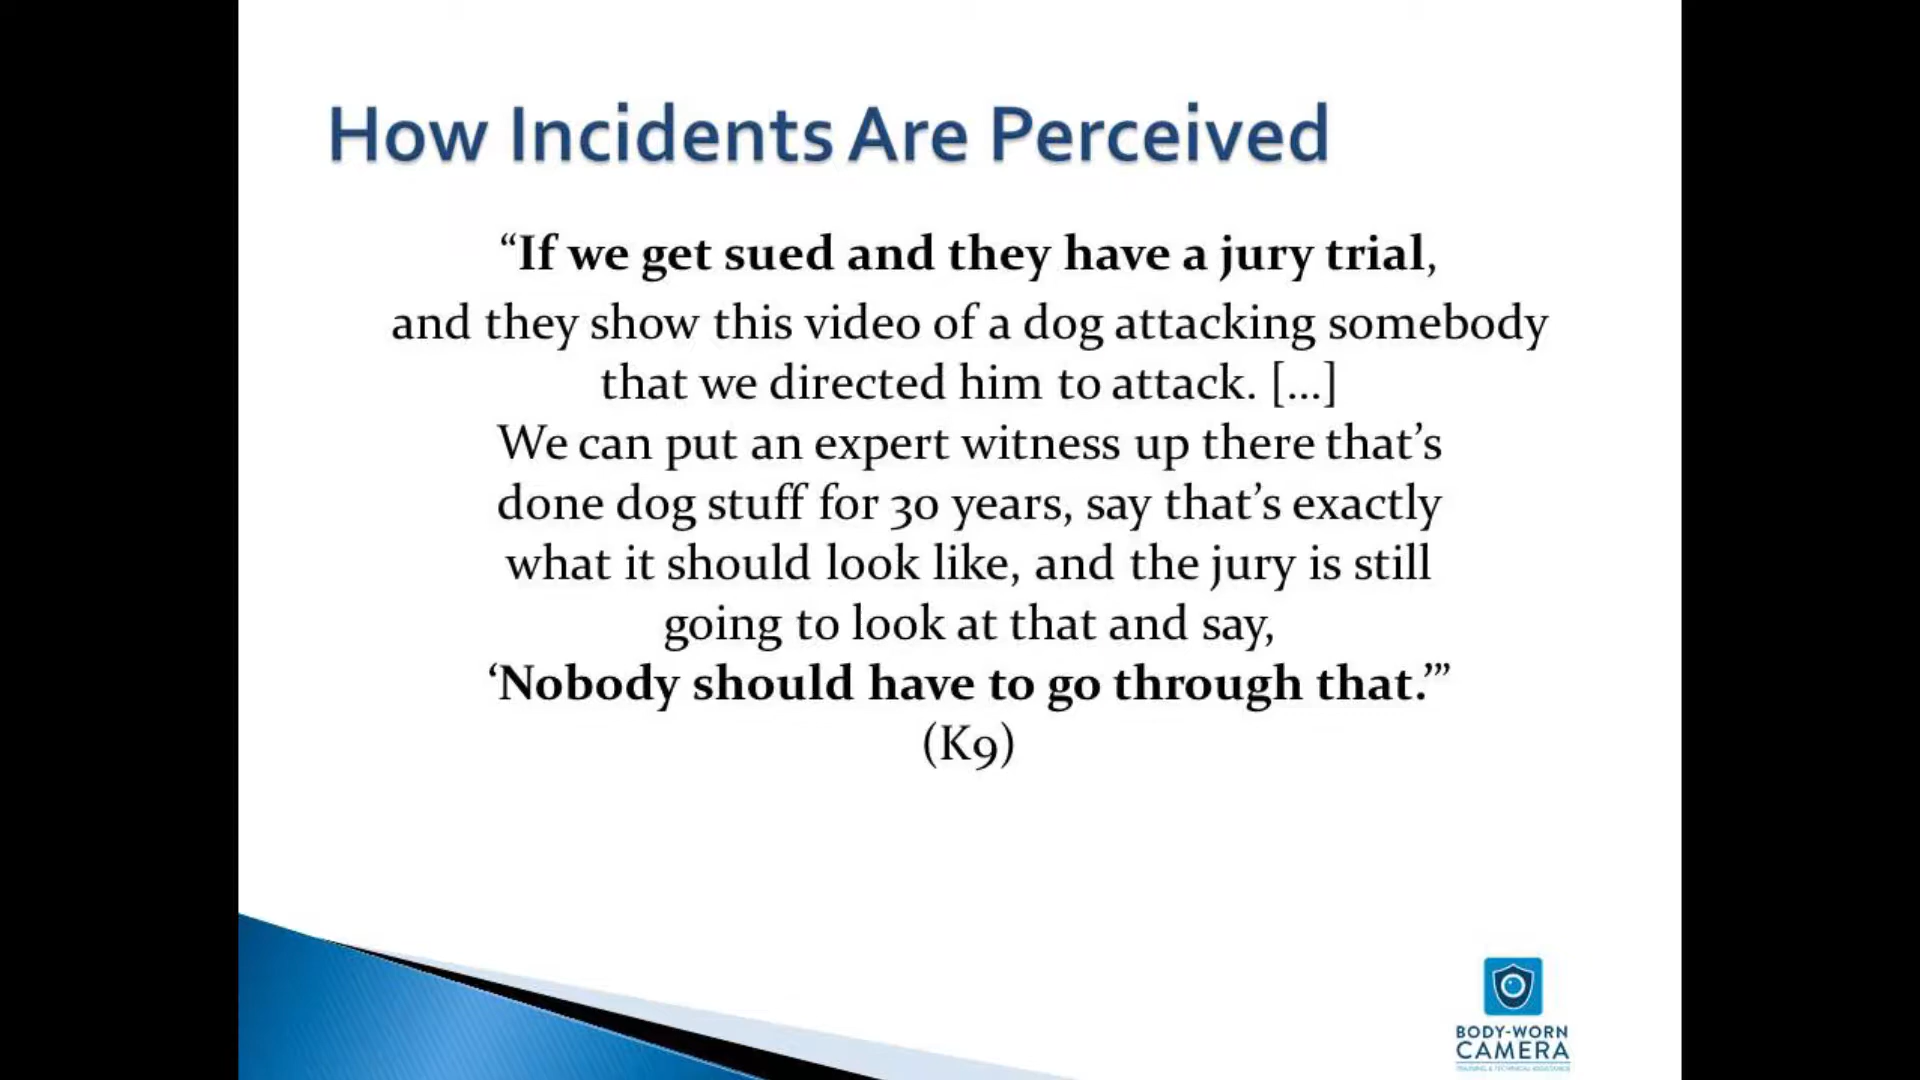 How Incidents Are Perceived
“If we get sued and they have a jury trial,
and they show this video of a dog attacking somebody
that we directed him to attack. […]
We can put an expert witness up there that’s
done dog stuff for 30 years, say that’s exactly
what it should look like, and the jury is still
going to look at that and say,
‘Nobody should have to go through that.’”
(K9)
BODY-WORN
CAMERA
TRAINING & TECHNICAL ASSISTANCE